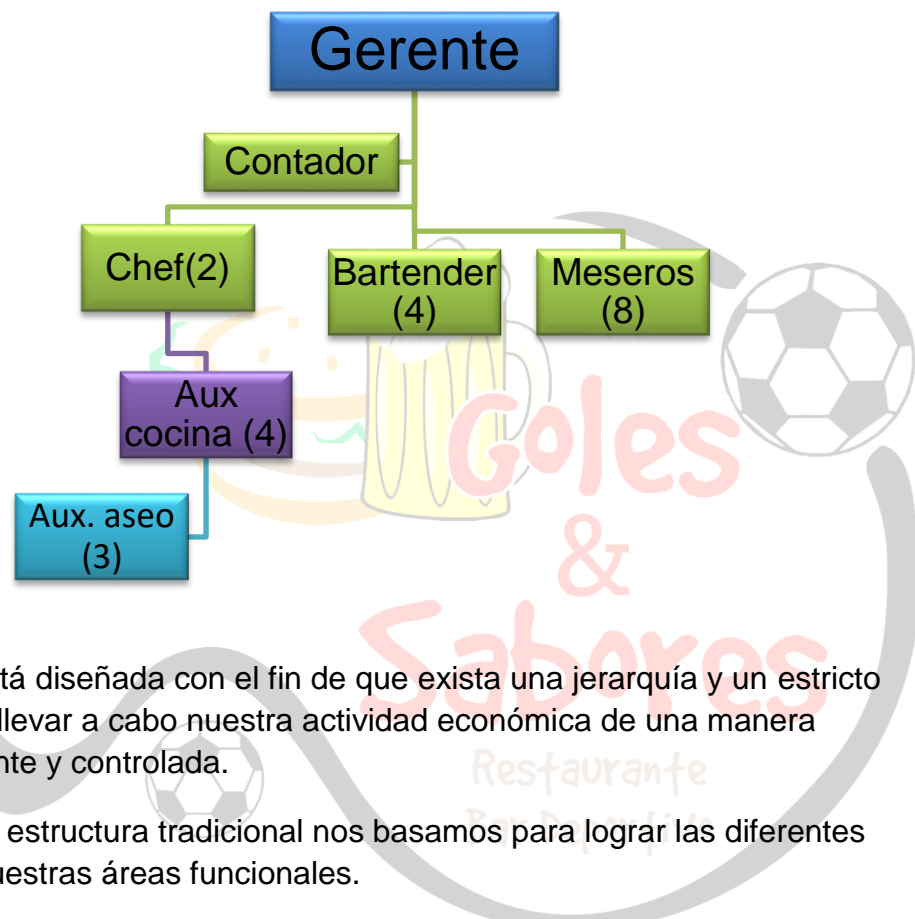 Gerente
Contador
Chef(2)
Bartender
(4)
Meseros
(8)
Aux
cocina (4)
Aux. aseo
(3)
Goles
&
Sabores
tá diseñada con el fin de que exista una jerarquía y un estricto
llevar a cabo nuestra actividad económica de una manera
nte y controlada.
Restaurante
estructura tradicional nos basamos para lograr las diferentes
uestras áreas funcionales.